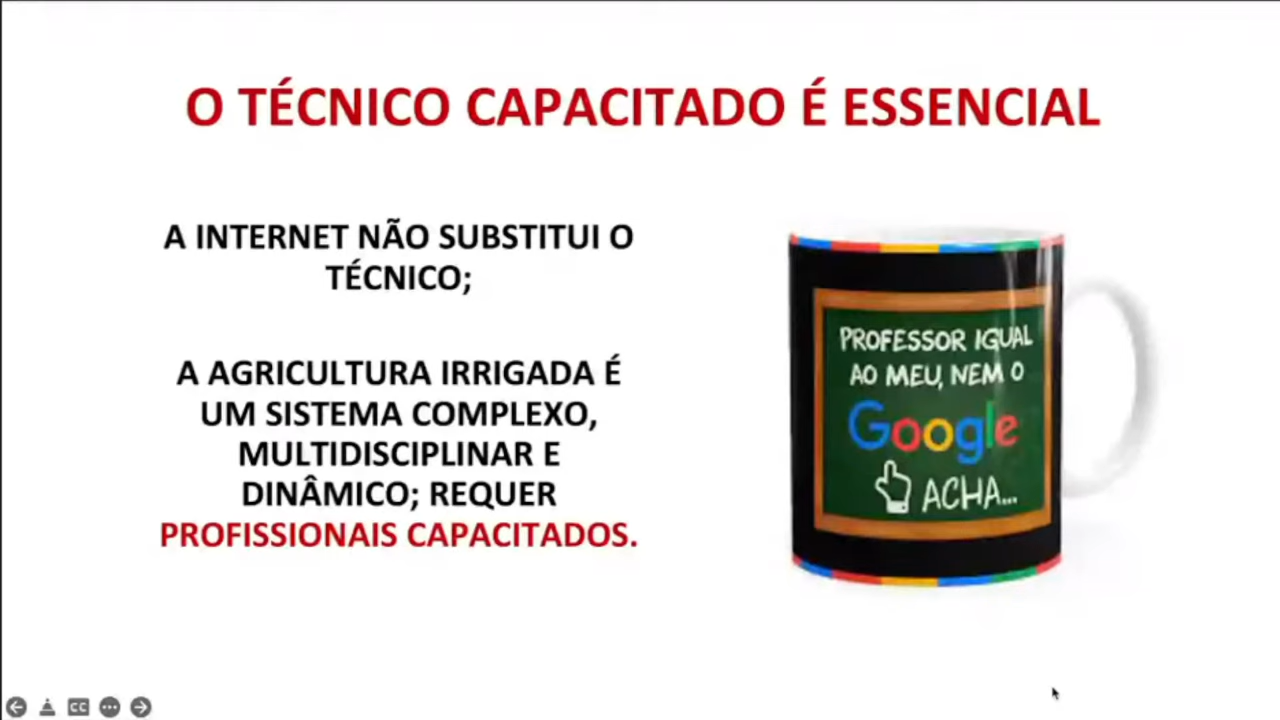 O TÉCNICO CAPACITADO É ESSENCIAL
A INTERNET NÃO SUBSTITUI O
TÉCNICO;
A AGRICULTURA IRRIGADA É
UM SISTEMA COMPLEXO,
MULTIDISCIPLINAR E
DINÂMICO; REQUER
PROFISSIONAIS CAPACITADOS.
PROFESSOR IGUAL
AO MEU, NEM O
Google
ACHA...
CC